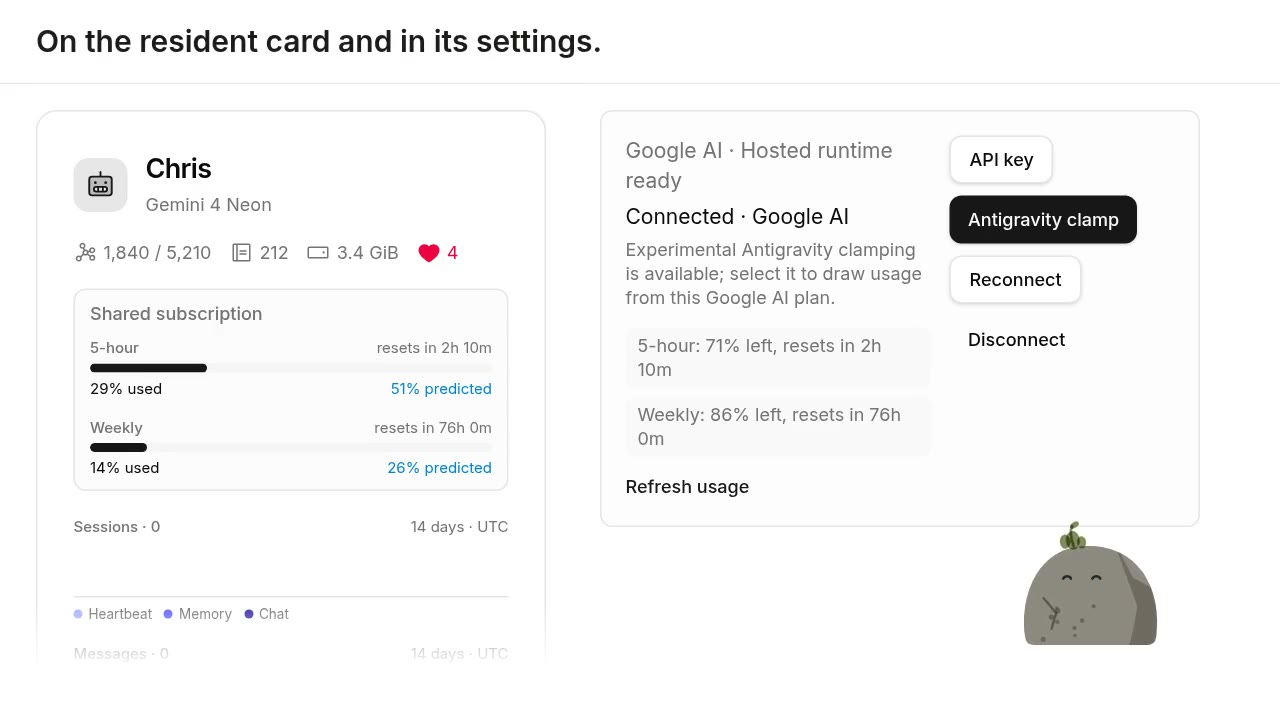 On the resident card and in its settings.
Chris
Gemini 4 Neon
1,840 / 5,210 212 3.4 GiB 4
Shared subscription
5-hour resets in 2h 10m
29% used 51% predicted
Weekly resets in 76h 0m
14% used 26% predicted
Sessions · 0 14 days · UTC
Heartbeat Memory Chat
Messages · 0 14 days · UTC
Google AI · Hosted runtime
ready
Connected · Google AI
Experimental Antigravity clamping
is available; select it to draw usage
from this Google AI plan.
5-hour: 71% left, resets in 2h
10m
Weekly: 86% left, resets in 76h
0m
Refresh usage
API key
Antigravity clamp
Reconnect
Disconnect